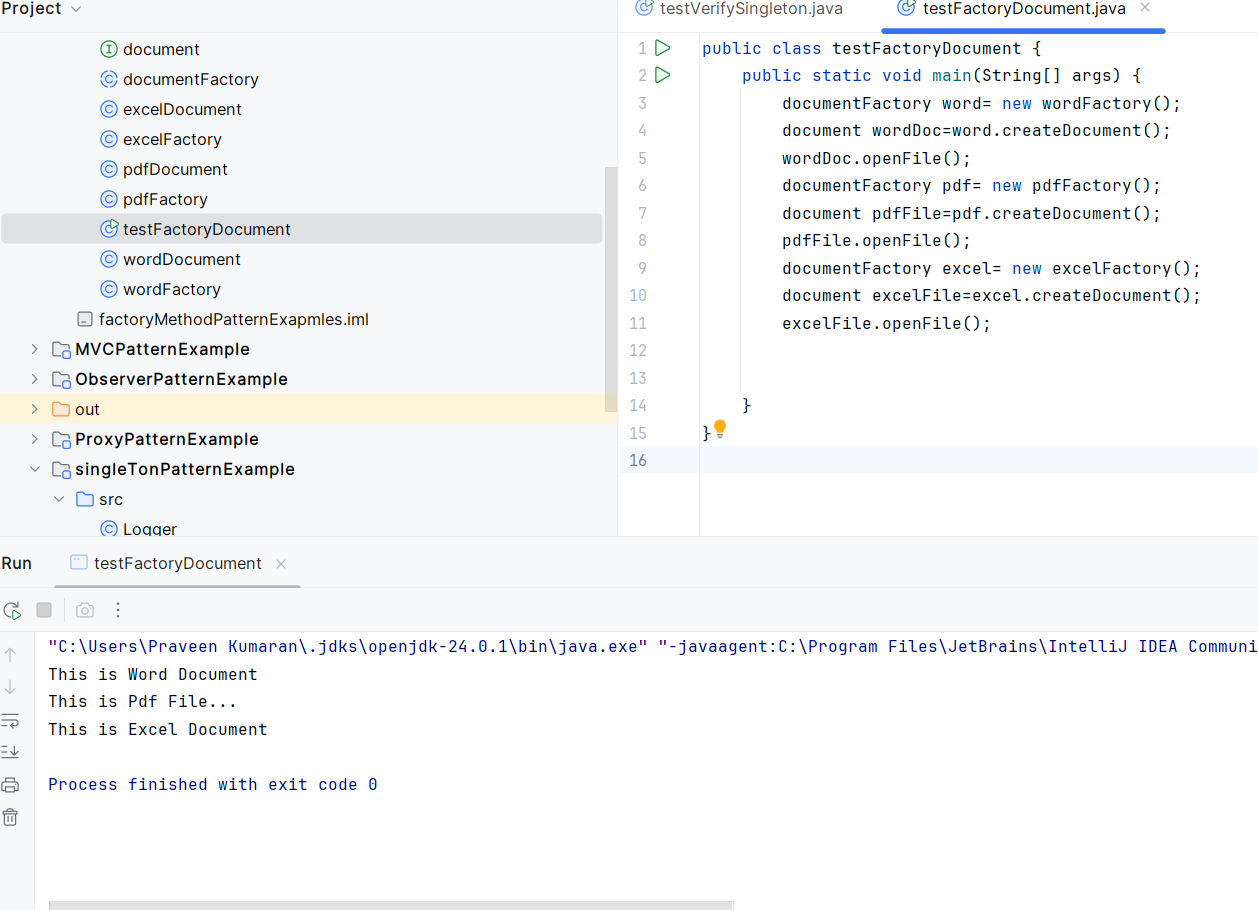 Project
document
documentFactory
excelDocument
excelFactory
pdfDocument
pdfFactory
testFactoryDocument
wordDocument
wordFactory
factoryMethodPatternExapmles.iml
MVCPatternExample
ObserverPatternExample
out
ProxyPatternExample
singleTonPatternExample
src
Logger
testVerifySingleton.java
testFactoryDocument.java
1 public class testFactoryDocument {
2 public static void main(String[] args) {
3 documentFactory word= new wordFactory();
4 document wordDoc=word.createDocument();
5 wordDoc.openFile();
6 documentFactory pdf= new pdfFactory();
7 document pdfFile=pdf.createDocument();
8 pdfFile.openFile();
9 documentFactory excel= new excelFactory();
10 document excelFile=excel.createDocument();
11 excelFile.openFile();
12
13
14 }
15 }
16
Run testFactoryDocument
"C:\Users\Praveen Kumaran\.jdks\openjdk-24.0.1\bin\java.exe" "-javaagent:C:\Program Files\JetBrains\IntelliJ IDEA Communi
This is Word Document
This is Pdf File...
This is Excel Document
Process finished with exit code 0